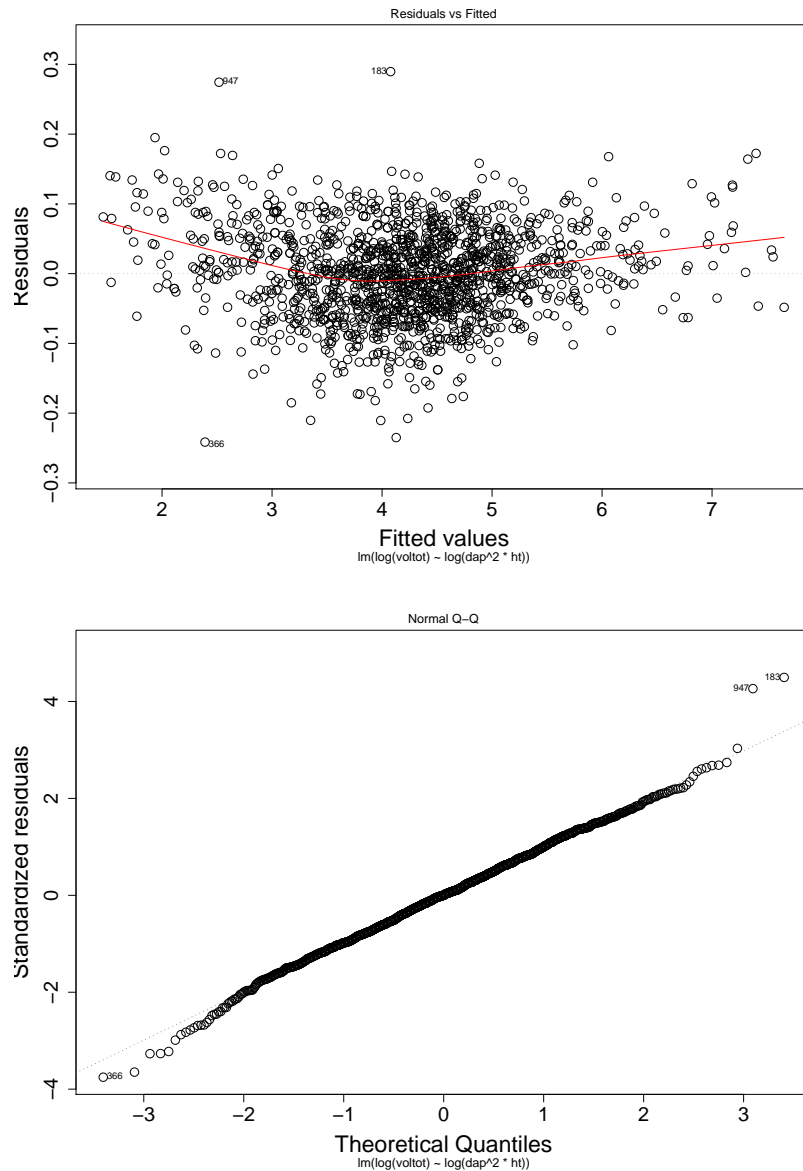 Residuals vs Fitted
Residuals
0.3
0.2
0.1
0.0
−0.1
−0.2
−0.3
947
183
366
2 3 4 5 6 7
Fitted values
lm(log(voltot) ~ log(dap^2 * ht))
Normal Q−Q
Standardized residuals
4
2
0
−2
−4
183
947
366
−3 −2 −1 0 1 2 3
Theoretical Quantiles
lm(log(voltot) ~ log(dap^2 * ht))